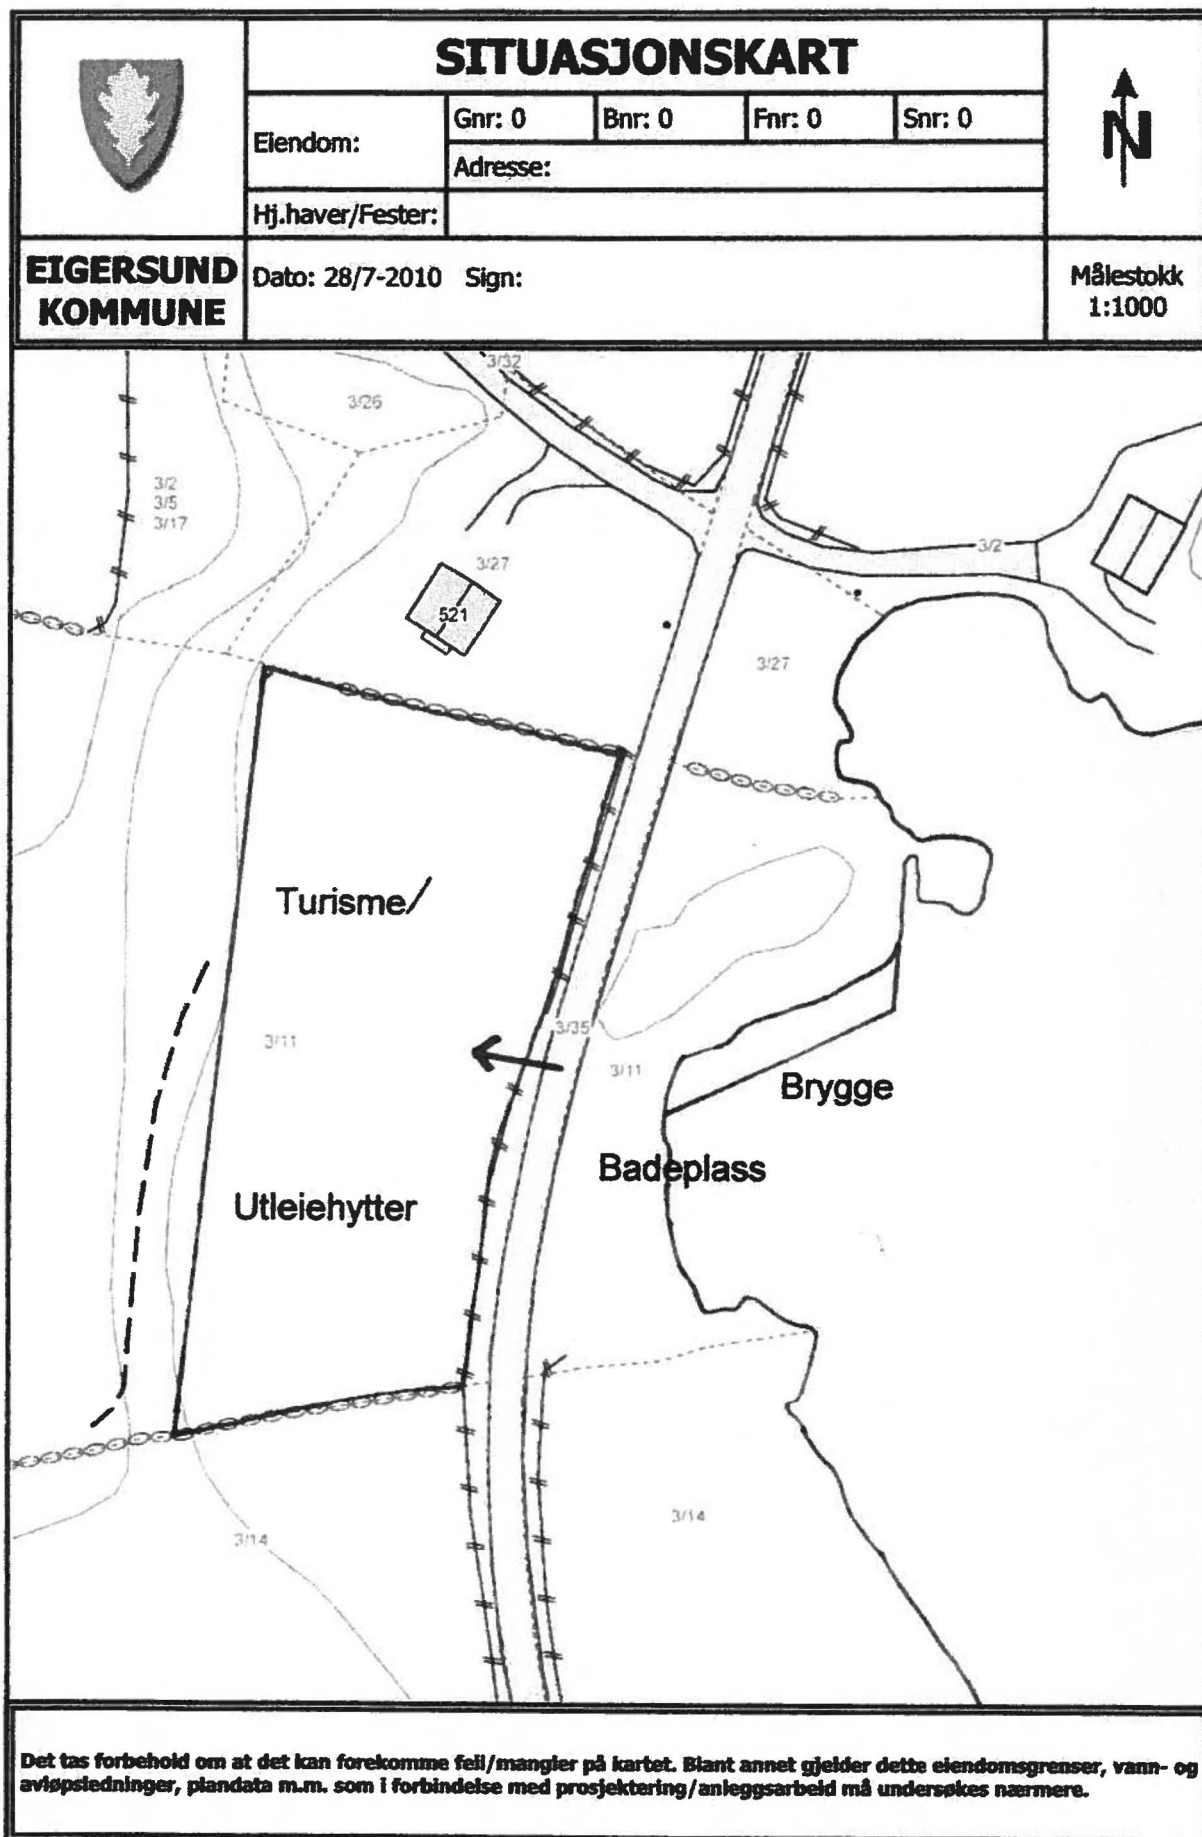 SITUASJONSKART
Eiendom:
Gnr: 0
Bnr: 0
Fnr: 0
Snr: 0
Adresse:
Hj.haver/Fester:
N
EIGERSUND
KOMMUNE
Dato: 28/7-2010 Sign:
Målestokk
1:1000
3/32
3/26
3/2
3/5
3/17
3/2
3/27
521
3/27
Turisme/
3/35
3/11
3/11
Brygge
Badeplass
Utleiehytter
3/14
3/14
Det tas forbehold om at det kan forekomme feil/mangler på kartet. Blant annet gjelder dette eiendomsgrenser, vann- og
avløpsledninger, plandata m.m. som i forbindelse med prosjektering/anleggsarbeid må undersøkes nærmere.